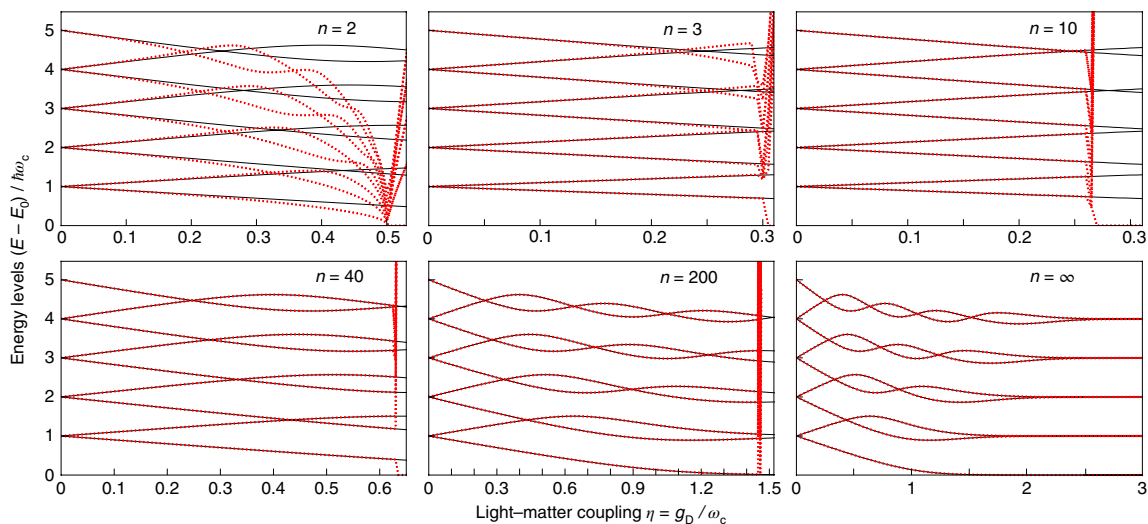 Energy levels (E – E0) / ħωc
n = 2
n = 3
n = 10
5
4
3
2
1
0
0 0.1 0.2 0.3 0.4 0.5
0 0.1 0.2 0.3
0 0.1 0.2 0.3
n = 40
n = 200
n = ∞
5
4
3
2
1
0
0 0.1 0.2 0.3 0.4 0.5 0.6
0 0.3 0.6 0.9 1.2 1.5
0 1 2 3
Light–matter coupling η = gD / ωc